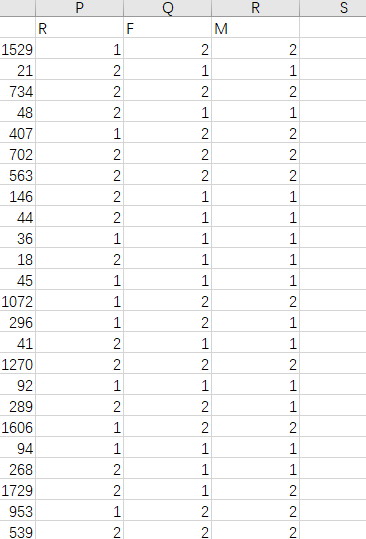 P Q R S
R F M
1529 1 2 2
21 2 1 1
734 2 2 2
48 2 1 1
407 1 2 2
702 2 2 2
563 2 2 2
146 2 1 1
44 2 1 1
36 1 1 1
18 2 1 1
45 1 1 1
1072 1 2 2
296 1 2 1
41 2 1 1
1270 2 2 2
92 1 1 1
289 2 2 1
1606 1 2 2
94 1 1 1
268 2 1 1
1729 2 1 2
953 1 2 2
539 2 2 2